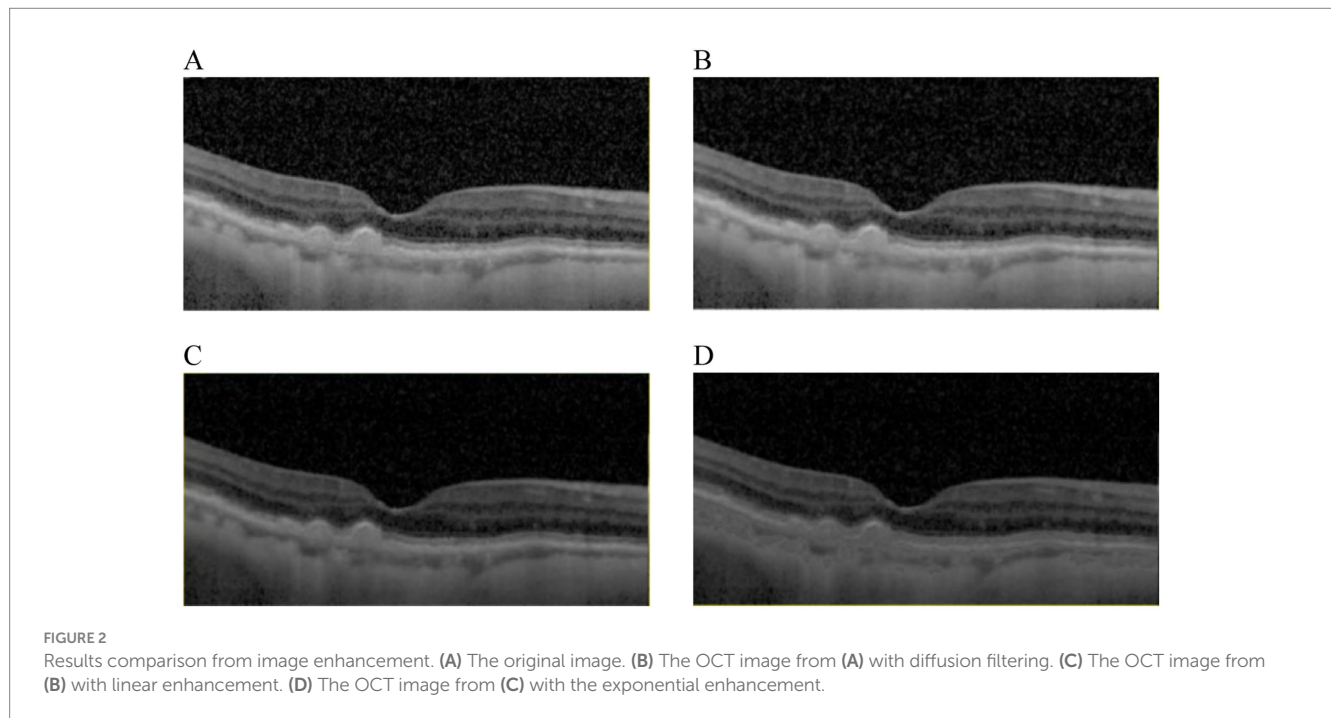 A
B
C
D
FIGURE 2
Results comparison from image enhancement. (A) The original image. (B) The OCT image from (A) with diffusion filtering. (C) The OCT image from
(B) with linear enhancement. (D) The OCT image from (C) with the exponential enhancement.